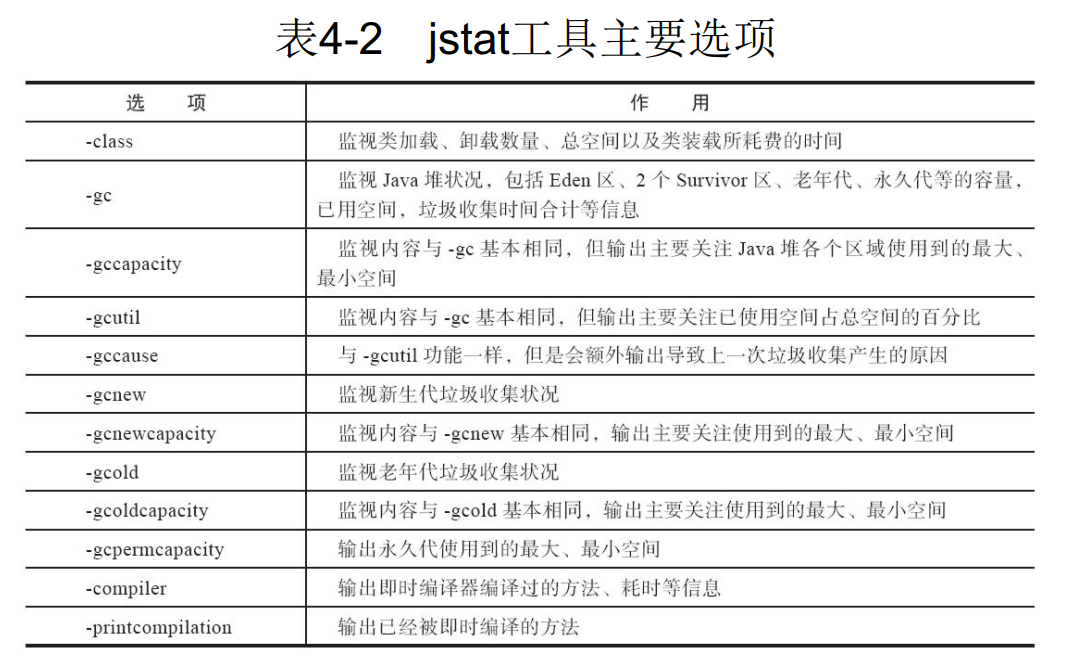 表4-2 jstat工具主要选项
选 项
作 用
-class
监视类加载、卸载数量、总空间以及类装载所耗费的时间
-gc
监视 Java 堆状况，包括 Eden 区、2 个 Survivor 区、老年代、永久代等的容量，
已用空间，垃圾收集时间合计等信息
-gccapacity
监视内容与 -gc 基本相同，但输出主要关注 Java 堆各个区域使用到的最大、
最小空间
-gcutil
监视内容与 -gc 基本相同，但输出主要关注已使用空间占总空间的百分比
-gccause
与 -gcutil 功能一样，但是会额外输出导致上一次垃圾收集产生的原因
-gcnew
监视新生代垃圾收集状况
-gcnewcapacity
监视内容与 -gcnew 基本相同，输出主要关注使用到的最大、最小空间
-gcold
监视老年代垃圾收集状况
-gcoldcapacity
监视内容与 -gcold 基本相同，输出主要关注使用到的最大、最小空间
-gcpermcapacity
输出永久代使用到的最大、最小空间
-compiler
输出即时编译器编译过的方法、耗时等信息
-printcompilation
输出已经被即时编译的方法